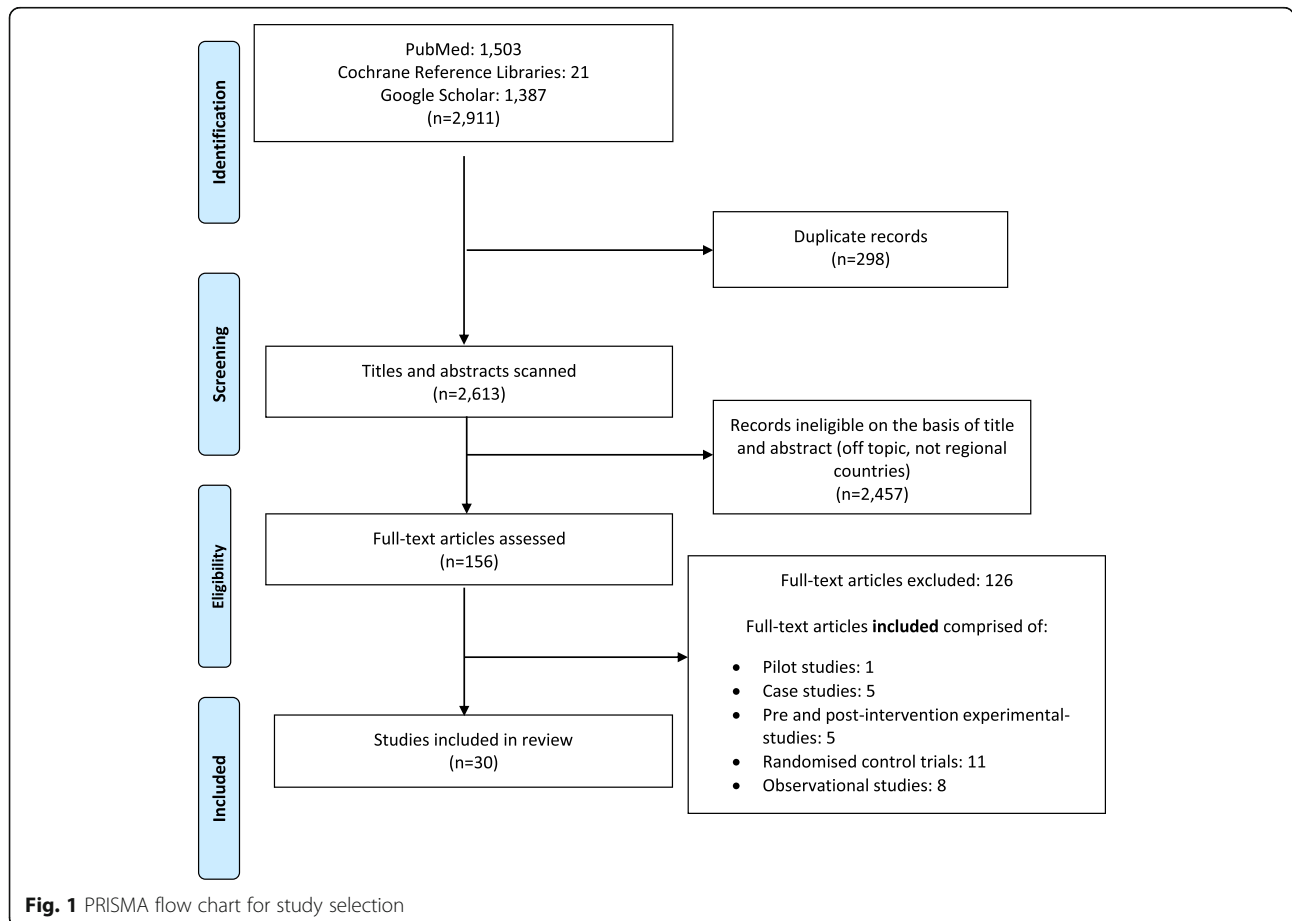 Identification
PubMed: 1,503
Cochrane Reference Libraries: 21
Google Scholar: 1,387
(n=2,911)
Duplicate records
(n=298)
Screening
Titles and abstracts scanned
(n=2,613)
Records ineligible on the basis of title
and abstract (off topic, not regional
countries)
(n=2,457)
Eligibility
Full-text articles assessed
(n=156)
Full-text articles excluded: 126
Full-text articles included comprised of:
• Pilot studies: 1
• Case studies: 5
• Pre and post-intervention experimental-
studies: 5
• Randomised control trials: 11
• Observational studies: 8
Included
Studies included in review
(n=30)
Fig. 1 PRISMA flow chart for study selection